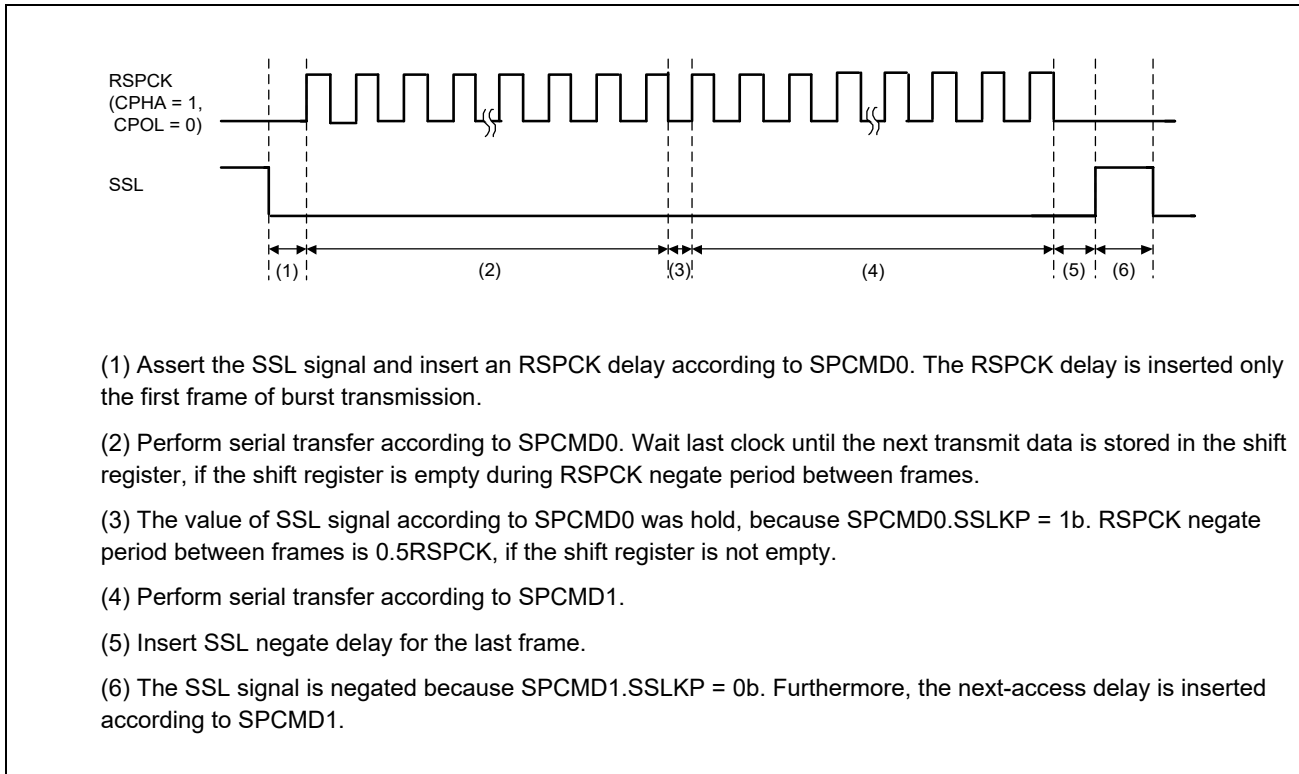 RSPCK
(CPHA = 1,
CPOL = 0)
SSL
(1)
(2)
(3)
(4)
(5)
(6)
(1) Assert the SSL signal and insert an RSPCK delay according to SPCMD0. The RSPCK delay is inserted only
the first frame of burst transmission.
(2) Perform serial transfer according to SPCMD0. Wait last clock until the next transmit data is stored in the shift
register, if the shift register is empty during RSPCK negate period between frames.
(3) The value of SSL signal according to SPCMD0 was hold, because SPCMD0.SSLKP = 1b. RSPCK negate
period between frames is 0.5RSPCK, if the shift register is not empty.
(4) Perform serial transfer according to SPCMD1.
(5) Insert SSL negate delay for the last frame.
(6) The SSL signal is negated because SPCMD1.SSLKP = 0b. Furthermore, the next-access delay is inserted
according to SPCMD1.